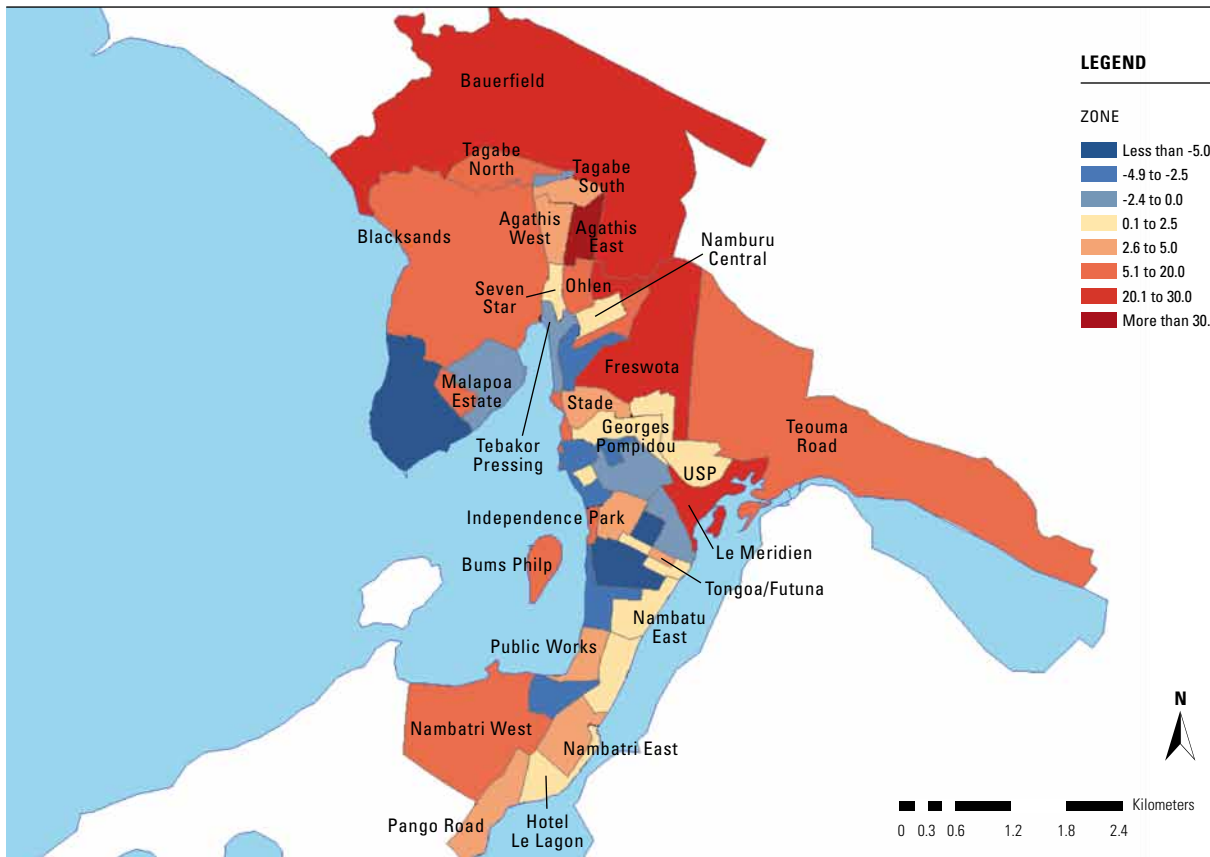 Bauerfield
Tagabe
North
Tagabe
South
Agathis
West
Agathis
East
Blacksands
Namburu
Central
Seven
Star
Ohlen
Malapoa
Estate
Freswota
Stade
Georges
Pompidou
Tebakor
Pressing
Teouma
Road
USP
Independence Park
Le Meridien
Bums Philp
Tongoa/Futuna
Nambatu
East
Public Works
Nambatri West
Nambatri East
Pango Road
Hotel
Le Lagon
LEGEND
ZONE
Less than -5.0
-4.9 to -2.5
-2.4 to 0.0
0.1 to 2.5
2.6 to 5.0
5.1 to 20.0
20.1 to 30.0
More than 30.
N
Kilometers
0 0.3 0.6 1.2 1.8 2.4